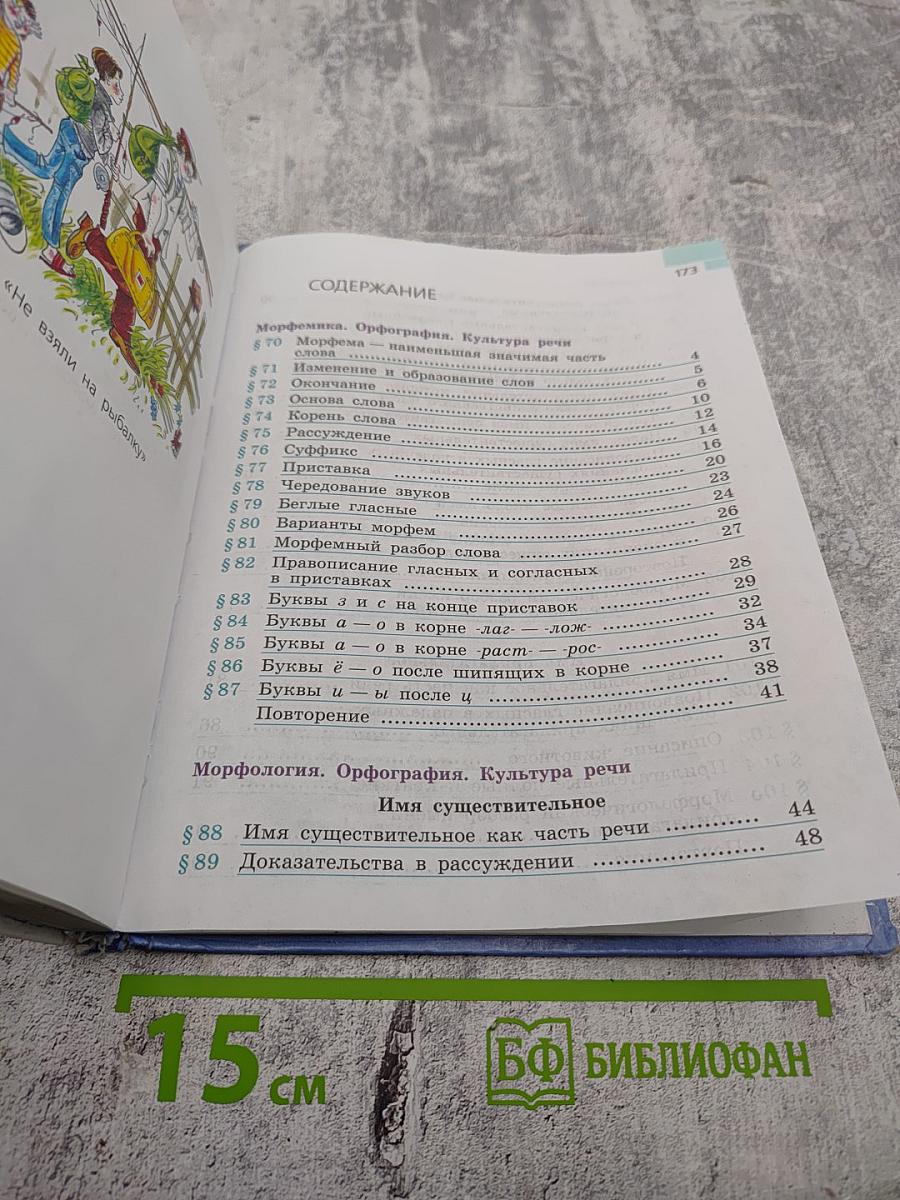 «Не взяли на рыбалку»
173
СОДЕРЖАНИЕ
Морфемика. Орфография. Культура речи
§ 70 Морфема — наименьшая значимая часть
слова ........ 4
§ 71 Изменение и образование слов ........ 5
§ 72 Окончание ........ 6
§ 73 Основа слова ........ 10
§ 74 Корень слова ........ 12
§ 75 Рассуждение ........ 14
§ 76 Суффикс ........ 16
§ 77 Приставка ........ 20
§ 78 Чередование звуков ........ 23
§ 79 Беглые гласные ........ 24
§ 80 Варианты морфем ........ 26
§ 81 Морфемный разбор слова ........ 27
§ 82 Правописание гласных и согласных
в приставках ........ 28
§ 83 Буквы з и с на конце приставок ........ 29
§ 84 Буквы а — о в корне -лаг- — -лож- ........ 32
§ 85 Буквы а — о в корне -раст- — -рос- ........ 34
§ 86 Буквы ё — о после шипящих в корне ........ 37
§ 87 Буквы и — ы после ц ........ 38
Повторение ........ 41
Морфология. Орфография. Культура речи
Имя существительное
§ 88 Имя существительное как часть речи ........ 44
§ 89 Доказательства в рассуждении ........ 48
15 см
БФ БИБЛИОФАН